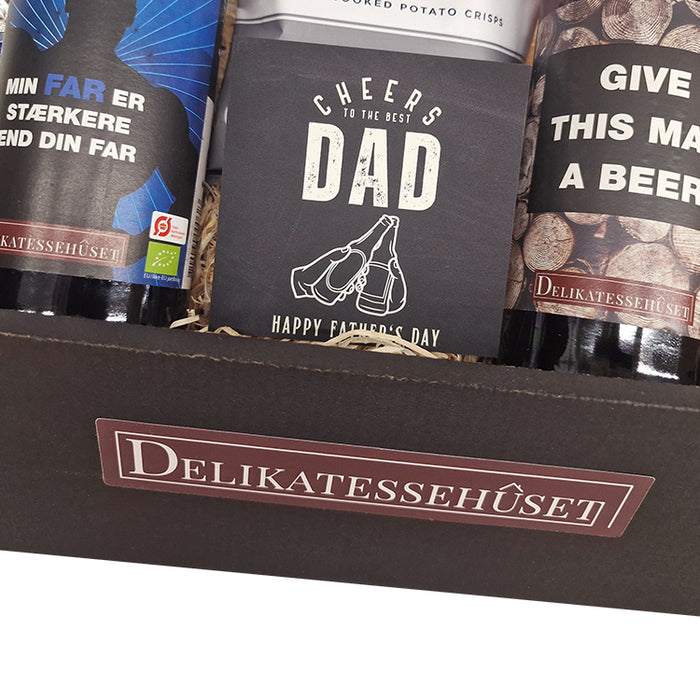 COOKED POTATO CRISPS
MIN FAR ER
STÆRKERE
END DIN FAR
KATESSEHÛSET
CHEERS
TO THE BEST
DAD
HAPPY FATHER'S DAY
GIVE
THIS MA
A BEER
DELIKATESSEHÛSET
DELIKATESSEHÛSET